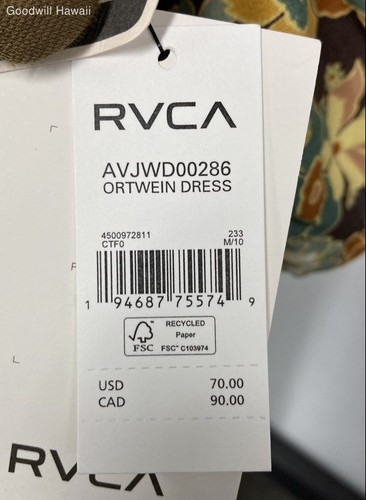 Goodwill Hawaii
RVCA
AVJWD00286
ORTWEIN DRESS
4500972811 233
CTF0 M/10
1 94687 75574 9
RECYCLED
Paper
FSC FSC™ C103974
USD 70.00
CAD 90.00
RVCA